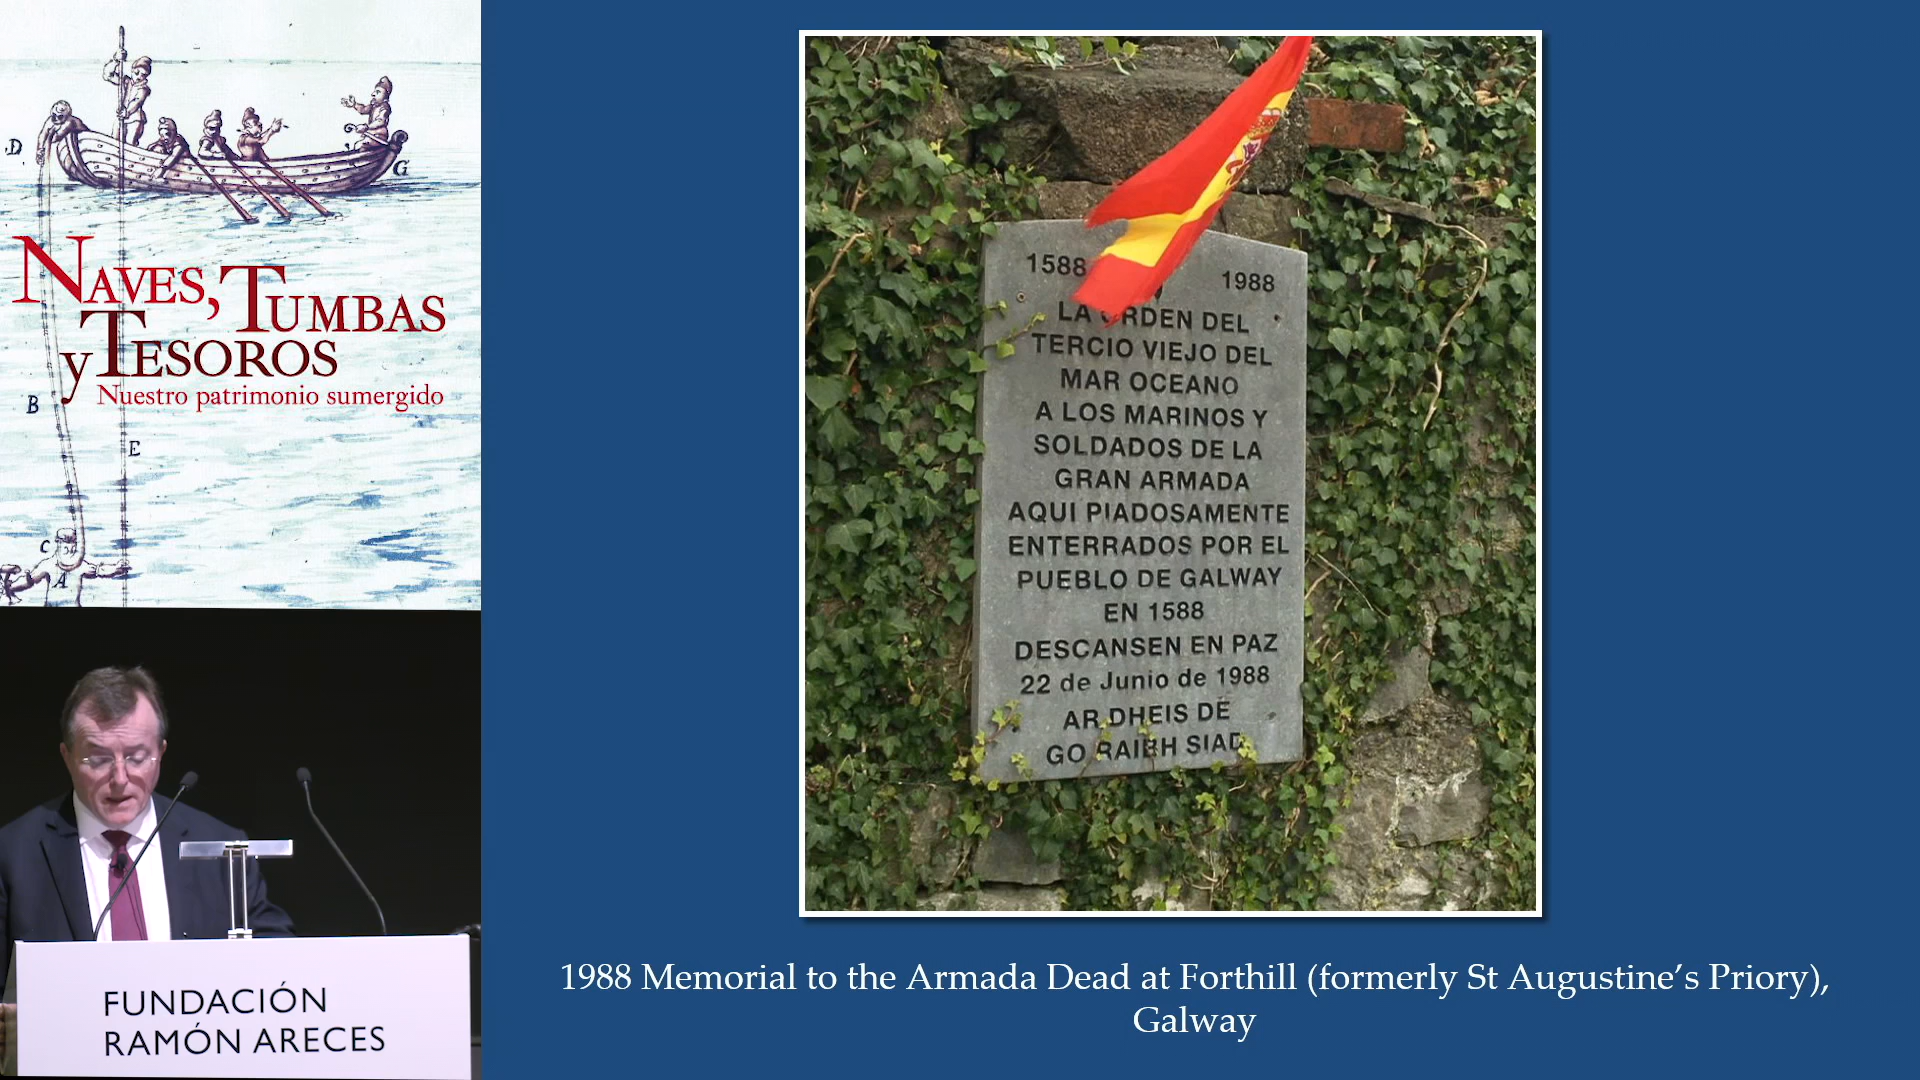 D
G
NAVES, TUMBAS
y TESOROS
Nuestro patrimonio sumergido
B
E
C
A
FUNDACIÓN
RAMÓN ARECES
1588 1988
LA ORDEN DEL
TERCIO VIEJO DEL
MAR OCEANO
A LOS MARINOS Y
SOLDADOS DE LA
GRAN ARMADA
AQUI PIADOSAMENTE
ENTERRADOS POR EL
PUEBLO DE GALWAY
EN 1588
DESCANSEN EN PAZ
22 de Junio de 1988
AR DHEIS DÉ
GO RAIBH SIAD
1988 Memorial to the Armada Dead at Forthill (formerly St Augustine’s Priory),
Galway